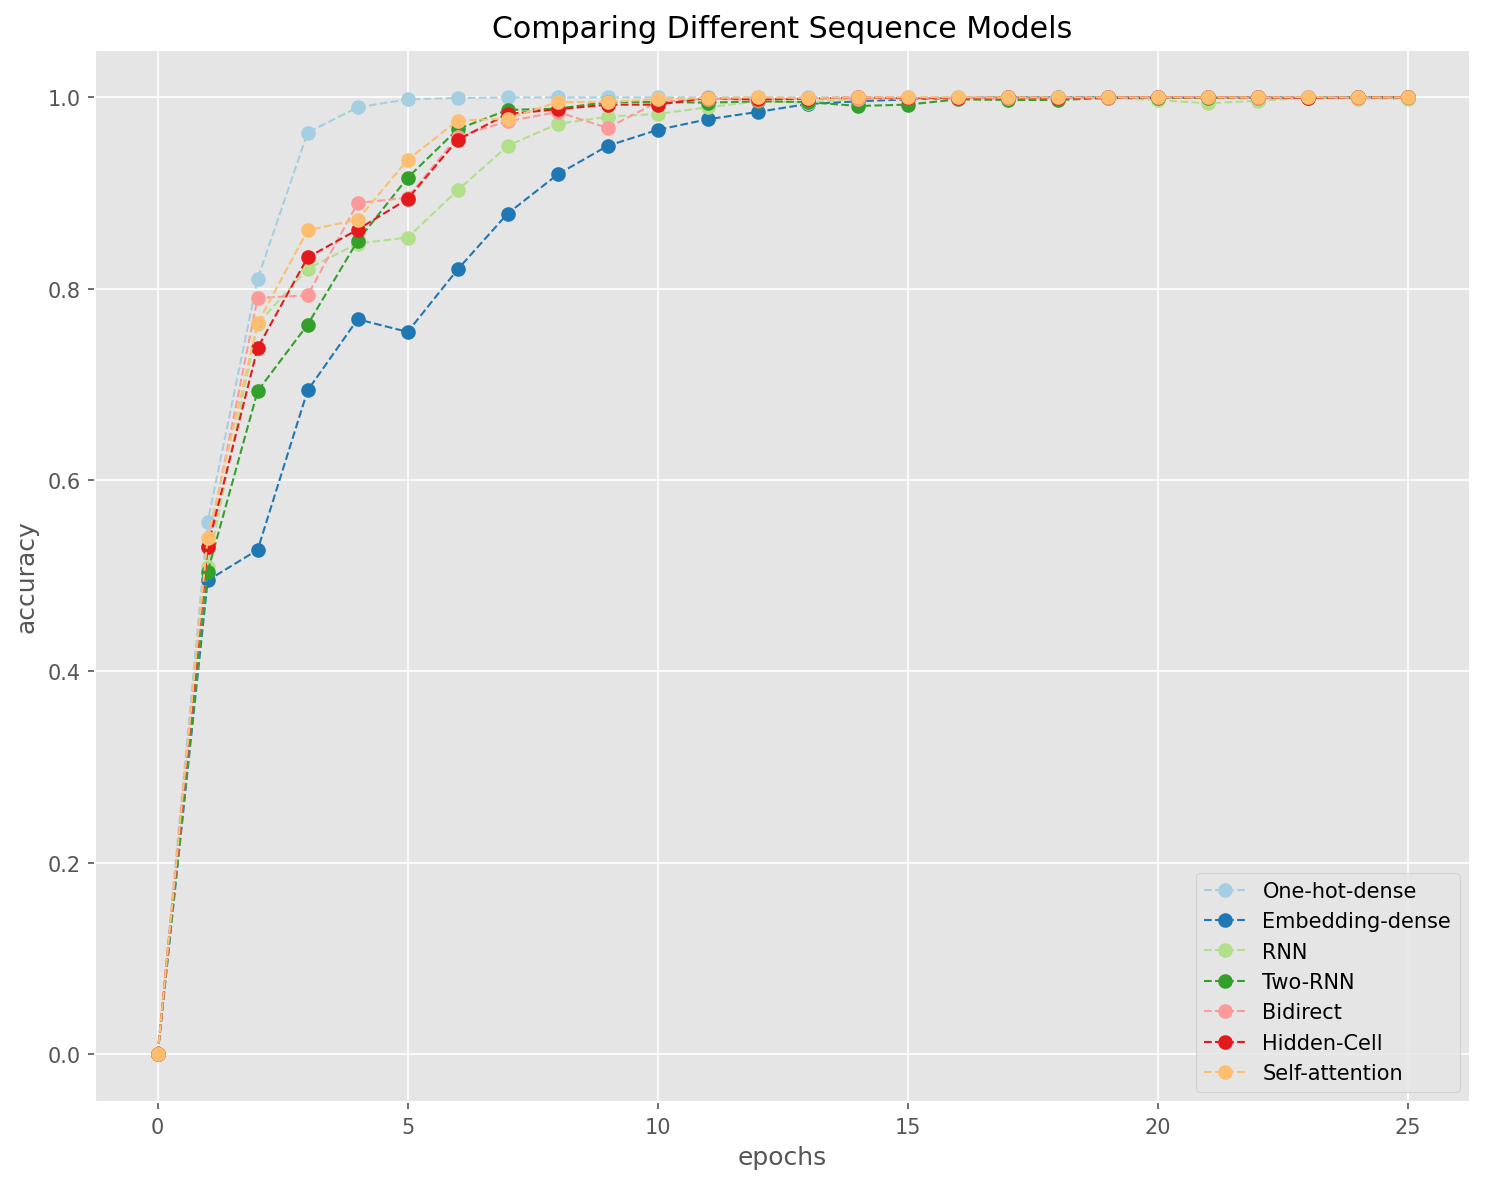 Comparing Different Sequence Models
accuracy
1.0
0.8
0.6
0.4
0.2
0.0
0
5
10
15
20
25
epochs
One-hot-dense
Embedding-dense
RNN
Two-RNN
Bidirect
Hidden-Cell
Self-attention